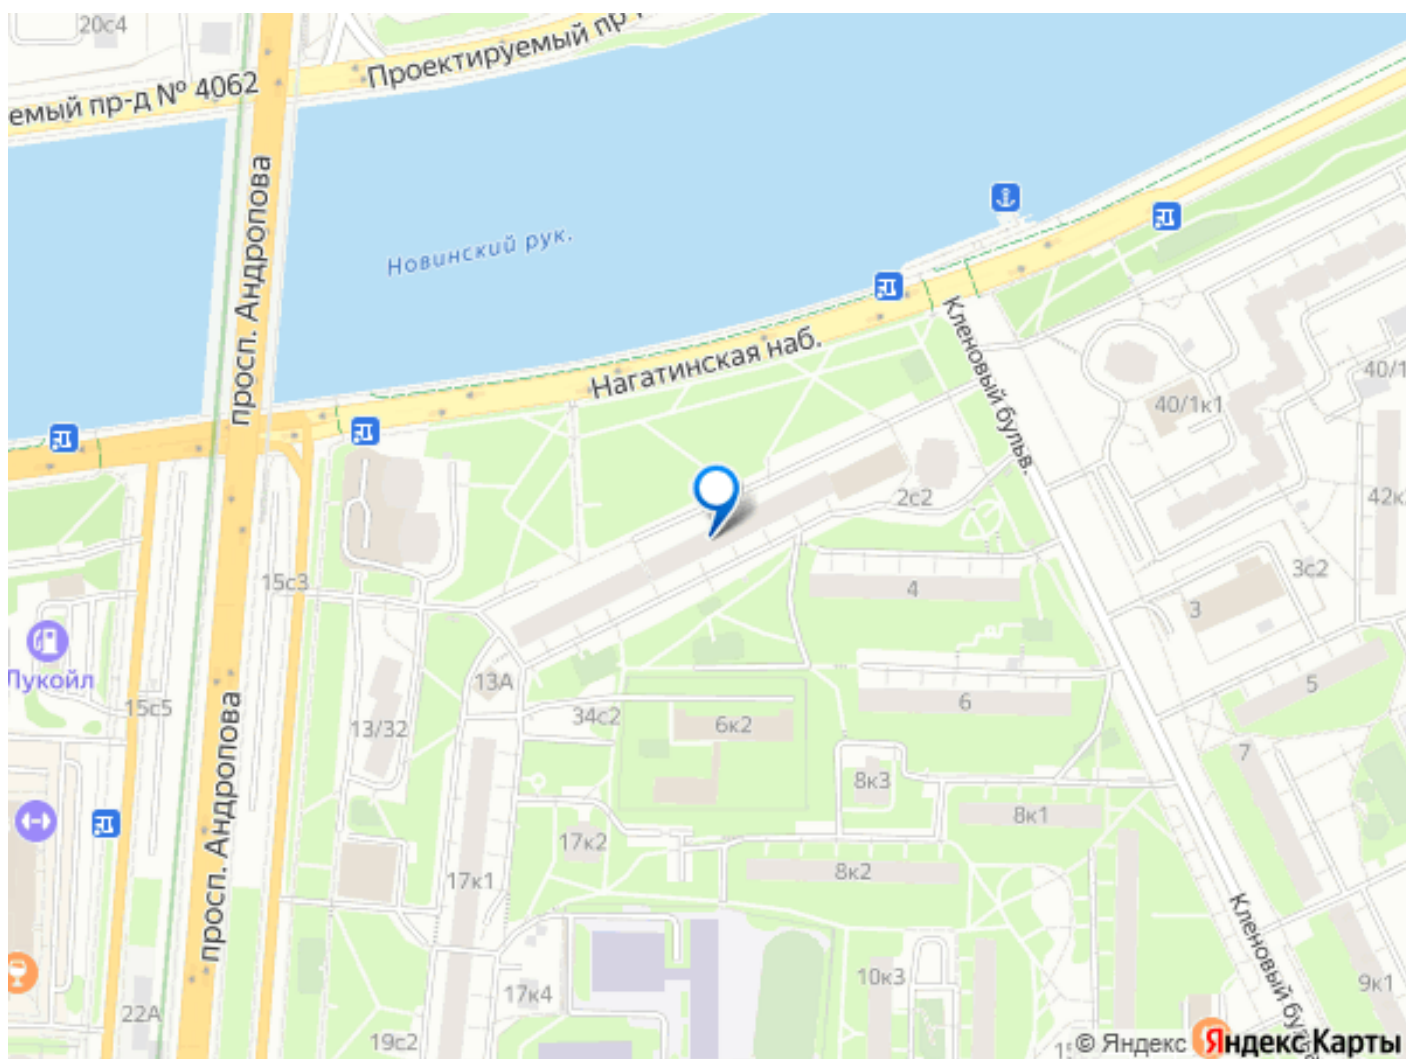 20с4
Проектируемый пр-
емый пр-д № 4062
просп. Андропова
Новинский рук.
Нагатинская наб.
Кленовый бульв.
40/1
40/1к1
42к
2с2
15с3
4
3с2
3
Лукойл
13А
15с5
34с2
6
5
13/32
6к2
7
8к3
8к1
просп. Андропова
17к2
8к2
17к1
Кленовый бул
10к3
9к1
17к4
22А
19с2
© Яндекс
Яндекс Карты